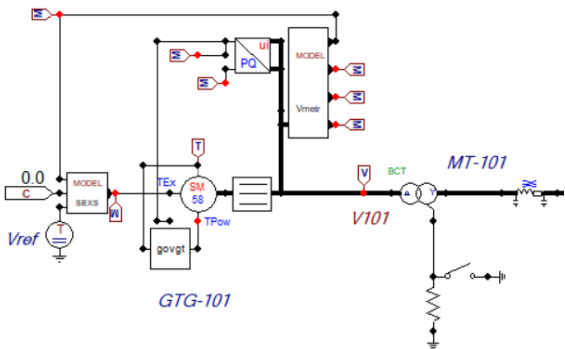 M
ui
PQ
M
M
MODEL
Vmetr
M
M
M
0.0
C
MODEL
SEXS
M
T
Vref
TEx
T
SM
58
TPow
govgt
GTG-101
V
V101
BCT
Y
MT-101